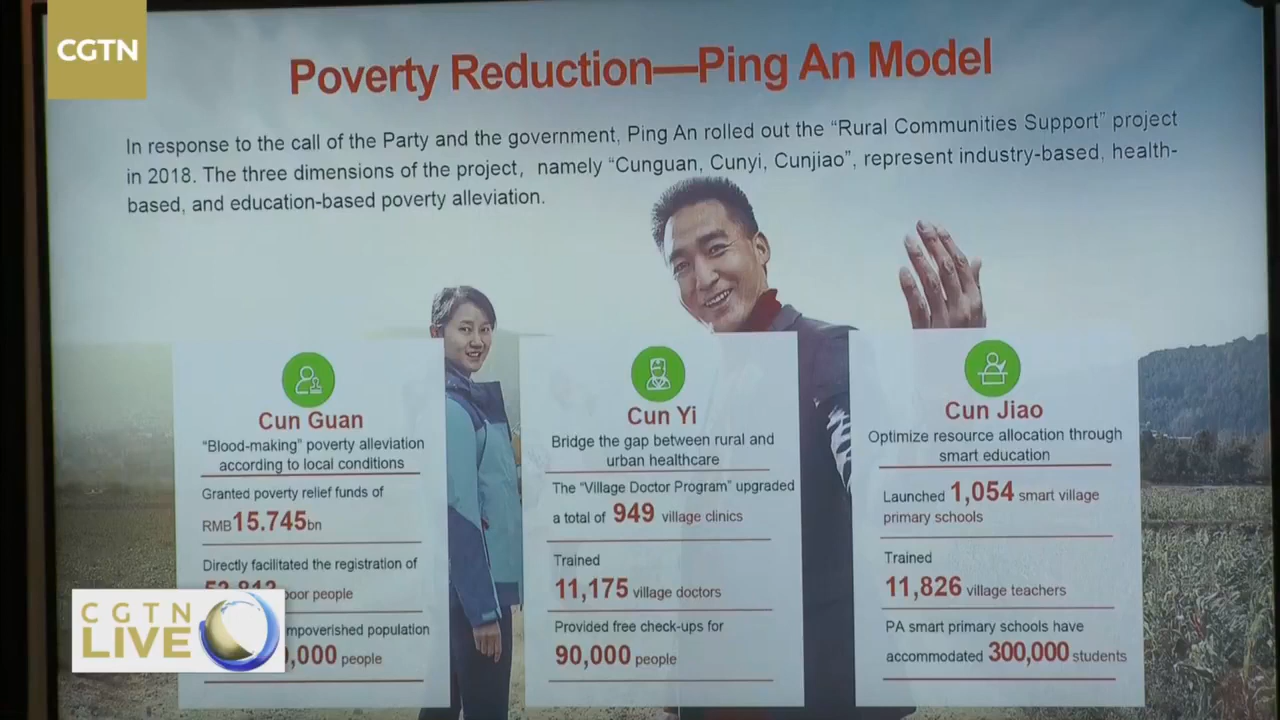 CGTN
Poverty Reduction—Ping An Model
In response to the call of the Party and the government, Ping An rolled out the “Rural Communities Support” project
in 2018. The three dimensions of the project, namely “Cunguan, Cunyi, Cunjiao”, represent industry-based, health-
based, and education-based poverty alleviation.
Cun Guan
“Blood-making” poverty alleviation
according to local conditions
Granted poverty relief funds of
RMB15.745bn
Directly facilitated the registration of
people
population
people
Cun Yi
Bridge the gap between rural and
urban healthcare
The “Village Doctor Program” upgraded
a total of 949 village clinics
Trained
11,175 village doctors
Provided free check-ups for
90,000 people
Cun Jiao
Optimize resource allocation through
smart education
Launched 1,054 smart village
primary schools
Trained
11,826 village teachers
PA smart primary schools have
accommodated 300,000 students
CGTN
LIVE